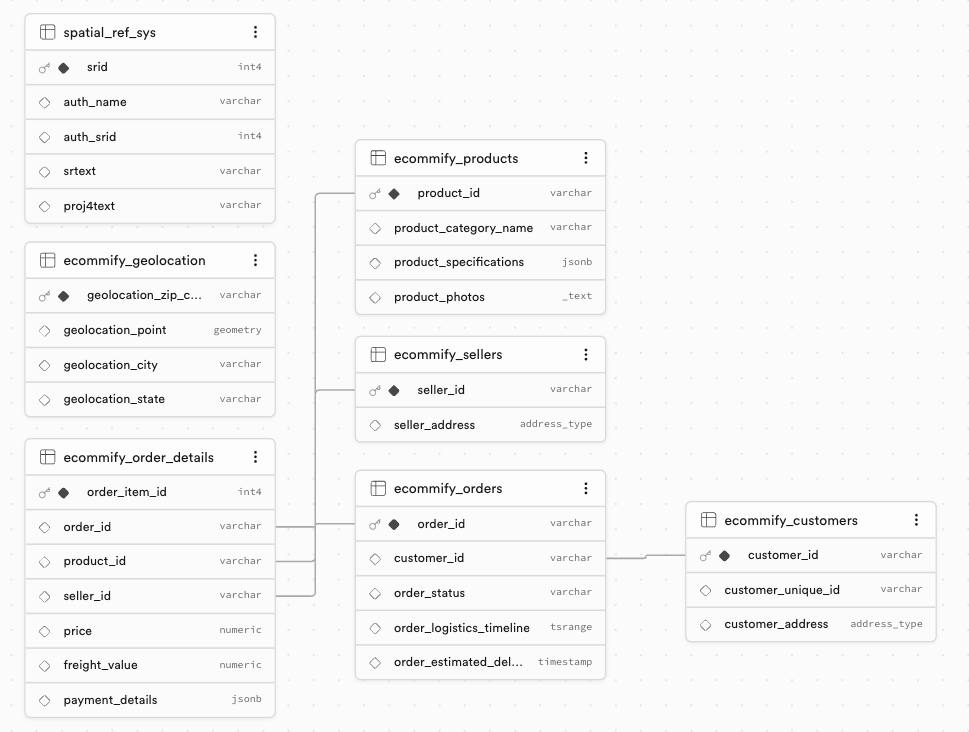 spatial_ref_sys
srid int4
auth_name varchar
auth_srid int4
srtext varchar
proj4text varchar
ecommify_geolocation
geolocation_zip_c... varchar
geolocation_point geometry
geolocation_city varchar
geolocation_state varchar
ecommify_order_details
order_item_id int4
order_id varchar
product_id varchar
seller_id varchar
price numeric
freight_value numeric
payment_details jsonb
ecommify_products
product_id varchar
product_category_name varchar
product_specifications jsonb
product_photos _text
ecommify_sellers
seller_id varchar
seller_address address_type
ecommify_orders
order_id varchar
customer_id varchar
order_status varchar
order_logistics_timeline tsrange
order_estimated_del... timestamp
ecommify_customers
customer_id varchar
customer_unique_id varchar
customer_address address_type